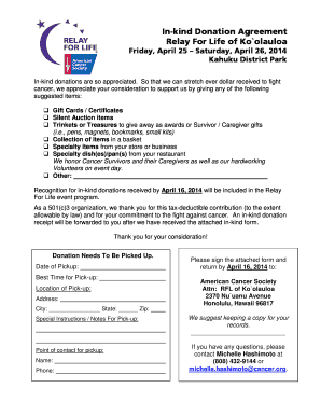 In-kind Donation Agreement
Relay For Life of Ko`olauloa
Friday, April 25 – Saturday, April 26, 2014
Kahuku District Park
RELAY
FOR LIFE
American
Cancer
Society
In-kind donations are so appreciated. So that we can stretch ever dollar received to fight
cancer, we appreciate your consideration to support us by giving any of the following
suggested items:
❑ Gift Cards / Certificates
❑ Silent Auction items
❑ Trinkets or Treasures to give away as awards or Survivor / Caregiver gifts
(i.e., pens, magnets, bookmarks, small kits)
❑ Collection of items in a basket
❑ Specialty items from your store or business
❑ Specialty dish(es)/pan(s) from your restaurant
We honor Cancer Survivors and their Caregivers as well as our hardworking
Volunteers on event day.
❑ Other:
Recognition for in-kind donations received by April 16, 2014 will be included in the Relay
For Life event program.
As a 501(c)3 organization, we thank you for this tax-deductible contribution (to the extent
allowable by law) and for your commitment to the fight against cancer. An in-kind donation
receipt will be forwarded to you after we have received the attached in-kind form.
Thank you for your consideration!
Donation Needs To Be Picked Up.
Date of Pickup :
Best Time for Pick-up:
Location of Pick-up:
Address:
City: State: Zip:
Special Instructions / Notes For Pick-up:
Point of contact for pickup:
Name:
Phone:
Please sign the attached form and
return by April 16, 2014 to:
American Cancer Society
Attn: RFL of Ko`olauloa
2370 Nu`uanu Avenue
Honolulu, Hawaii 96817
We suggest keeping a copy for your
records.
If you have any questions, please
contact Michelle Hashimoto at
(808) 432-9144 or
michelle.hashimoto@cancer.org.